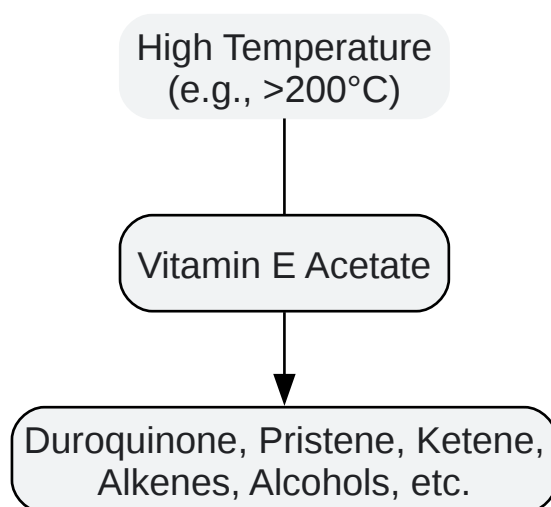 High Temperature
(e.g., >200°C)
Vitamin E Acetate
Duroquinone, Pristene, Ketene,
Alkenes, Alcohols, etc.